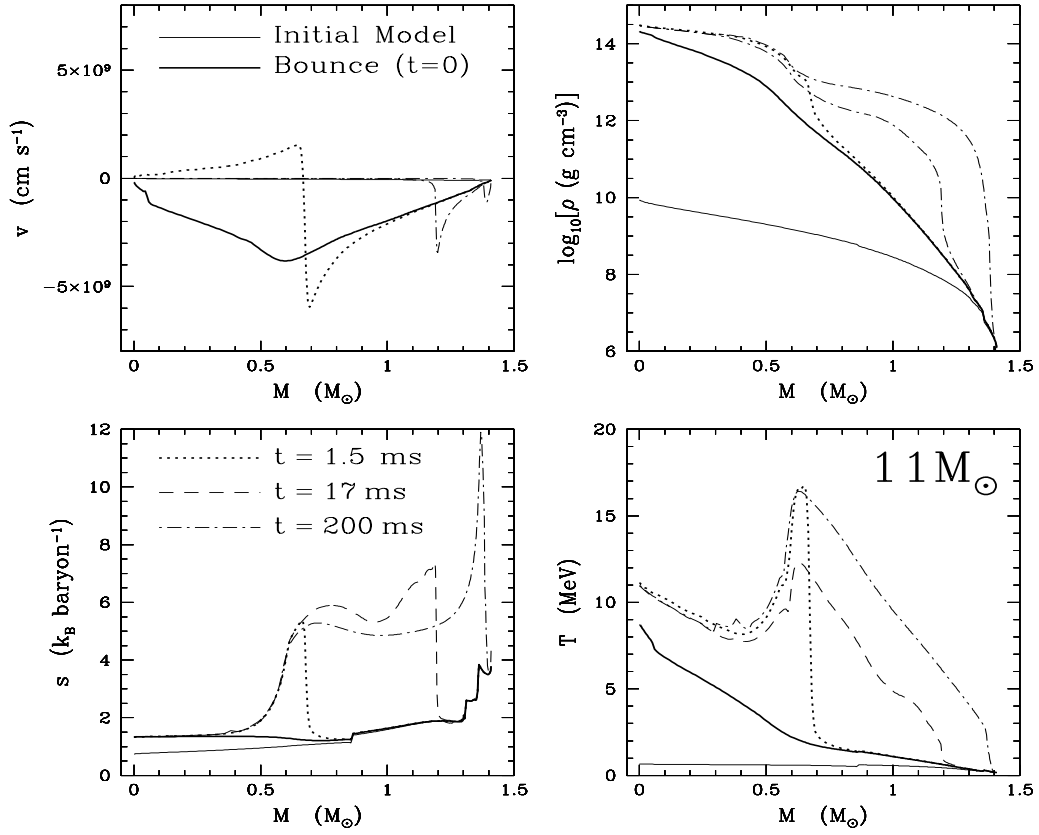 Initial Model
Bounce (t=0)
5×10⁹
0
−5×10⁹
v (cm s⁻¹)
0 0.5 1 1.5
M (M☉)
14
12
10
8
6
log₁₀[ρ (g cm⁻³)]
0 0.5 1 1.5
M (M☉)
t = 1.5 ms
t = 17 ms
t = 200 ms
12
10
8
6
4
2
0
s (k_B baryon⁻¹)
0 0.5 1 1.5
M (M☉)
11M☉
20
15
10
5
0
T (MeV)
0 0.5 1 1.5
M (M☉)